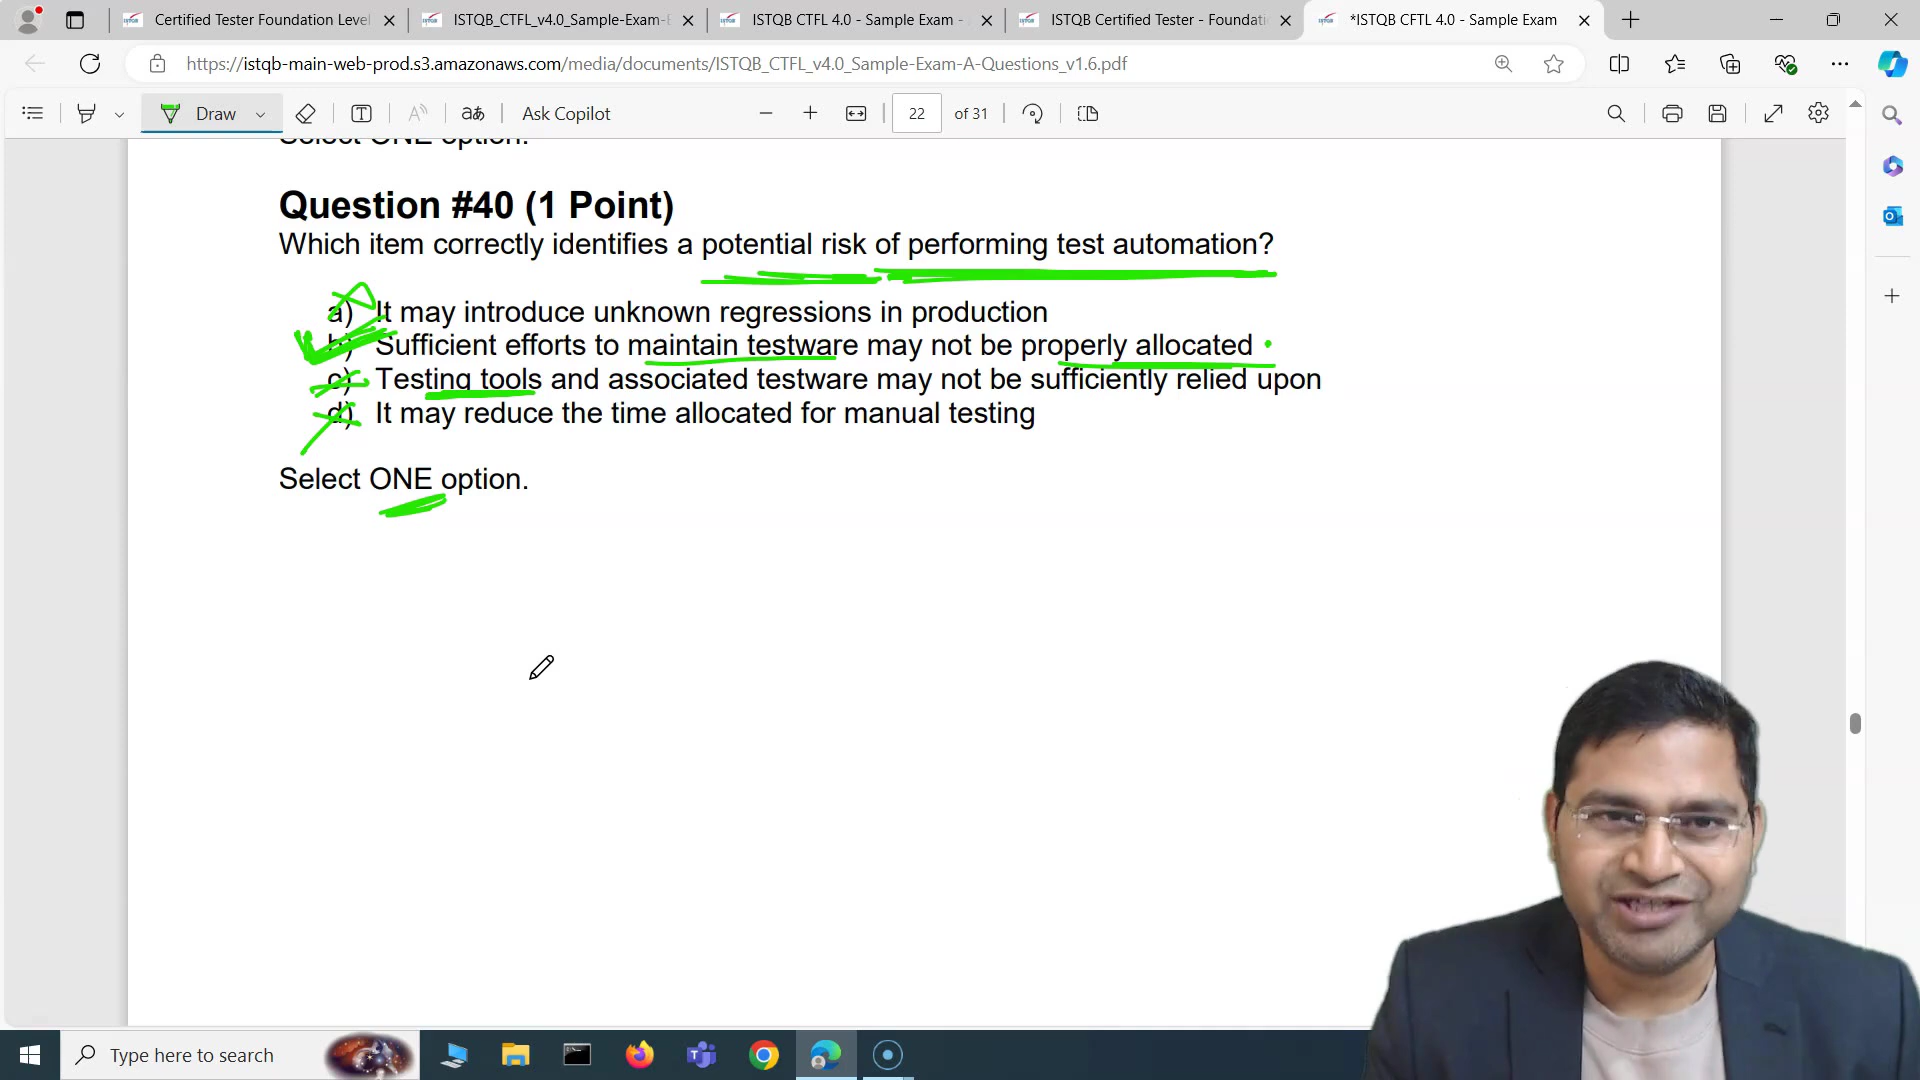 Certified Tester Foundation Level
ISTQB_CTFL_v4.0_Sample-Exam-E
ISTQB CTFL 4.0 - Sample Exam -
ISTQB Certified Tester - Foundati
*ISTQB CFTL 4.0 - Sample Exam
https://istqb-main-web-prod.s3.amazonaws.com/media/documents/ISTQB_CTFL_v4.0_Sample-Exam-A-Questions_v1.6.pdf
Draw
aあ
Ask Copilot
22 of 31
Select ONE option.
Question #40 (1 Point)
Which item correctly identifies a potential risk of performing test automation?
a) It may introduce unknown regressions in production
b) Sufficient efforts to maintain testware may not be properly allocated
c) Testing tools and associated testware may not be sufficiently relied upon
d) It may reduce the time allocated for manual testing
Select ONE option.
Type here to search